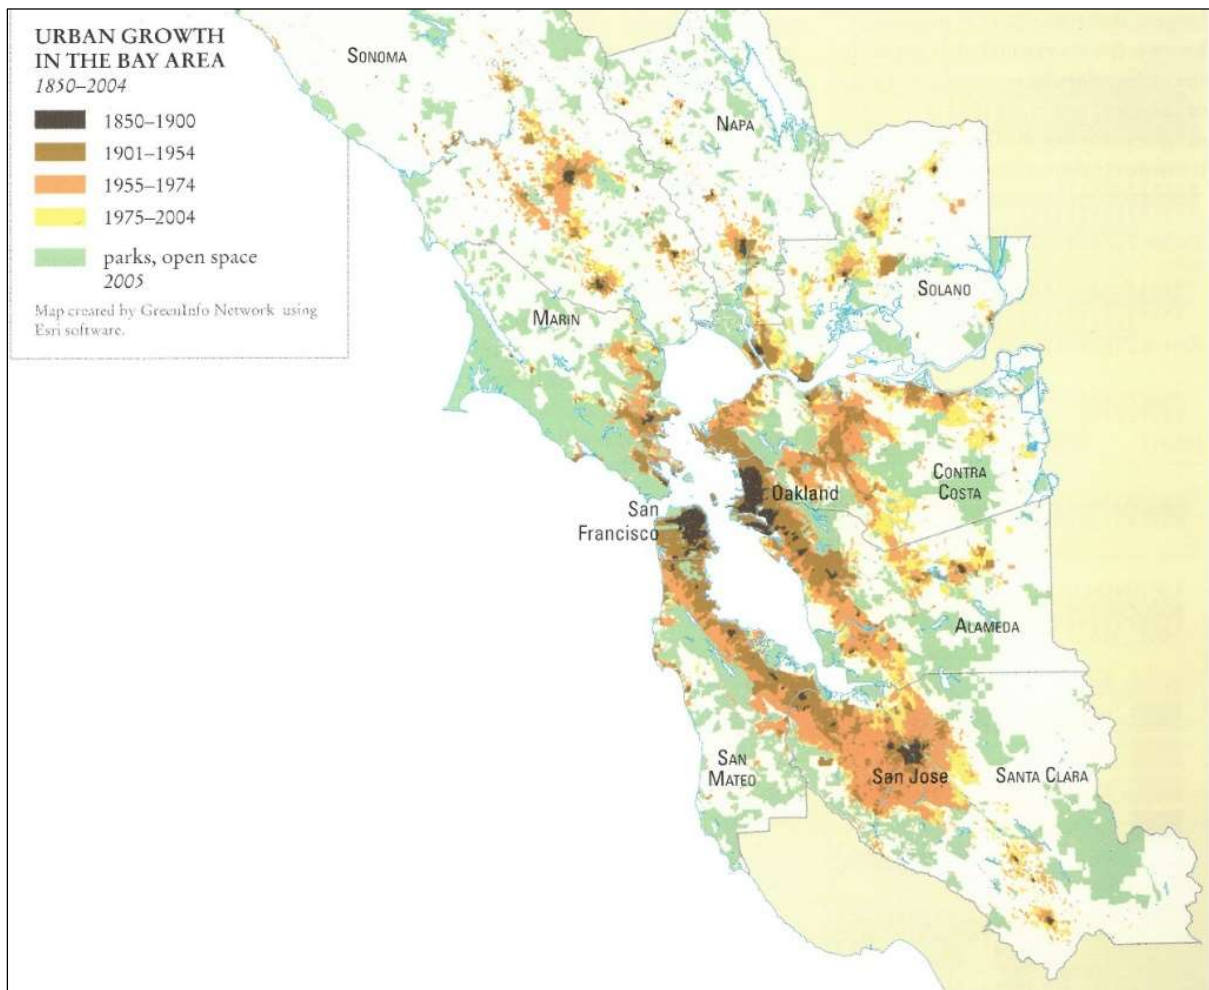 URBAN GROWTH
IN THE BAY AREA
1850–2004
1850–1900
1901–1954
1955–1974
1975–2004
parks, open space
2005
Map created by GreenInfo Network using
Esri software.
SONOMA
NAPA
SOLANO
MARIN
CONTRA
COSTA
Oakland
San
Francisco
ALAMEDA
SAN
MATEO
San Jose
SANTA CLARA